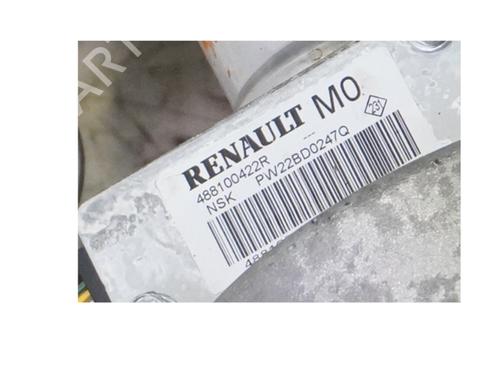 RENAULT M0
488100422R ---
NSK PW22BD0247Q